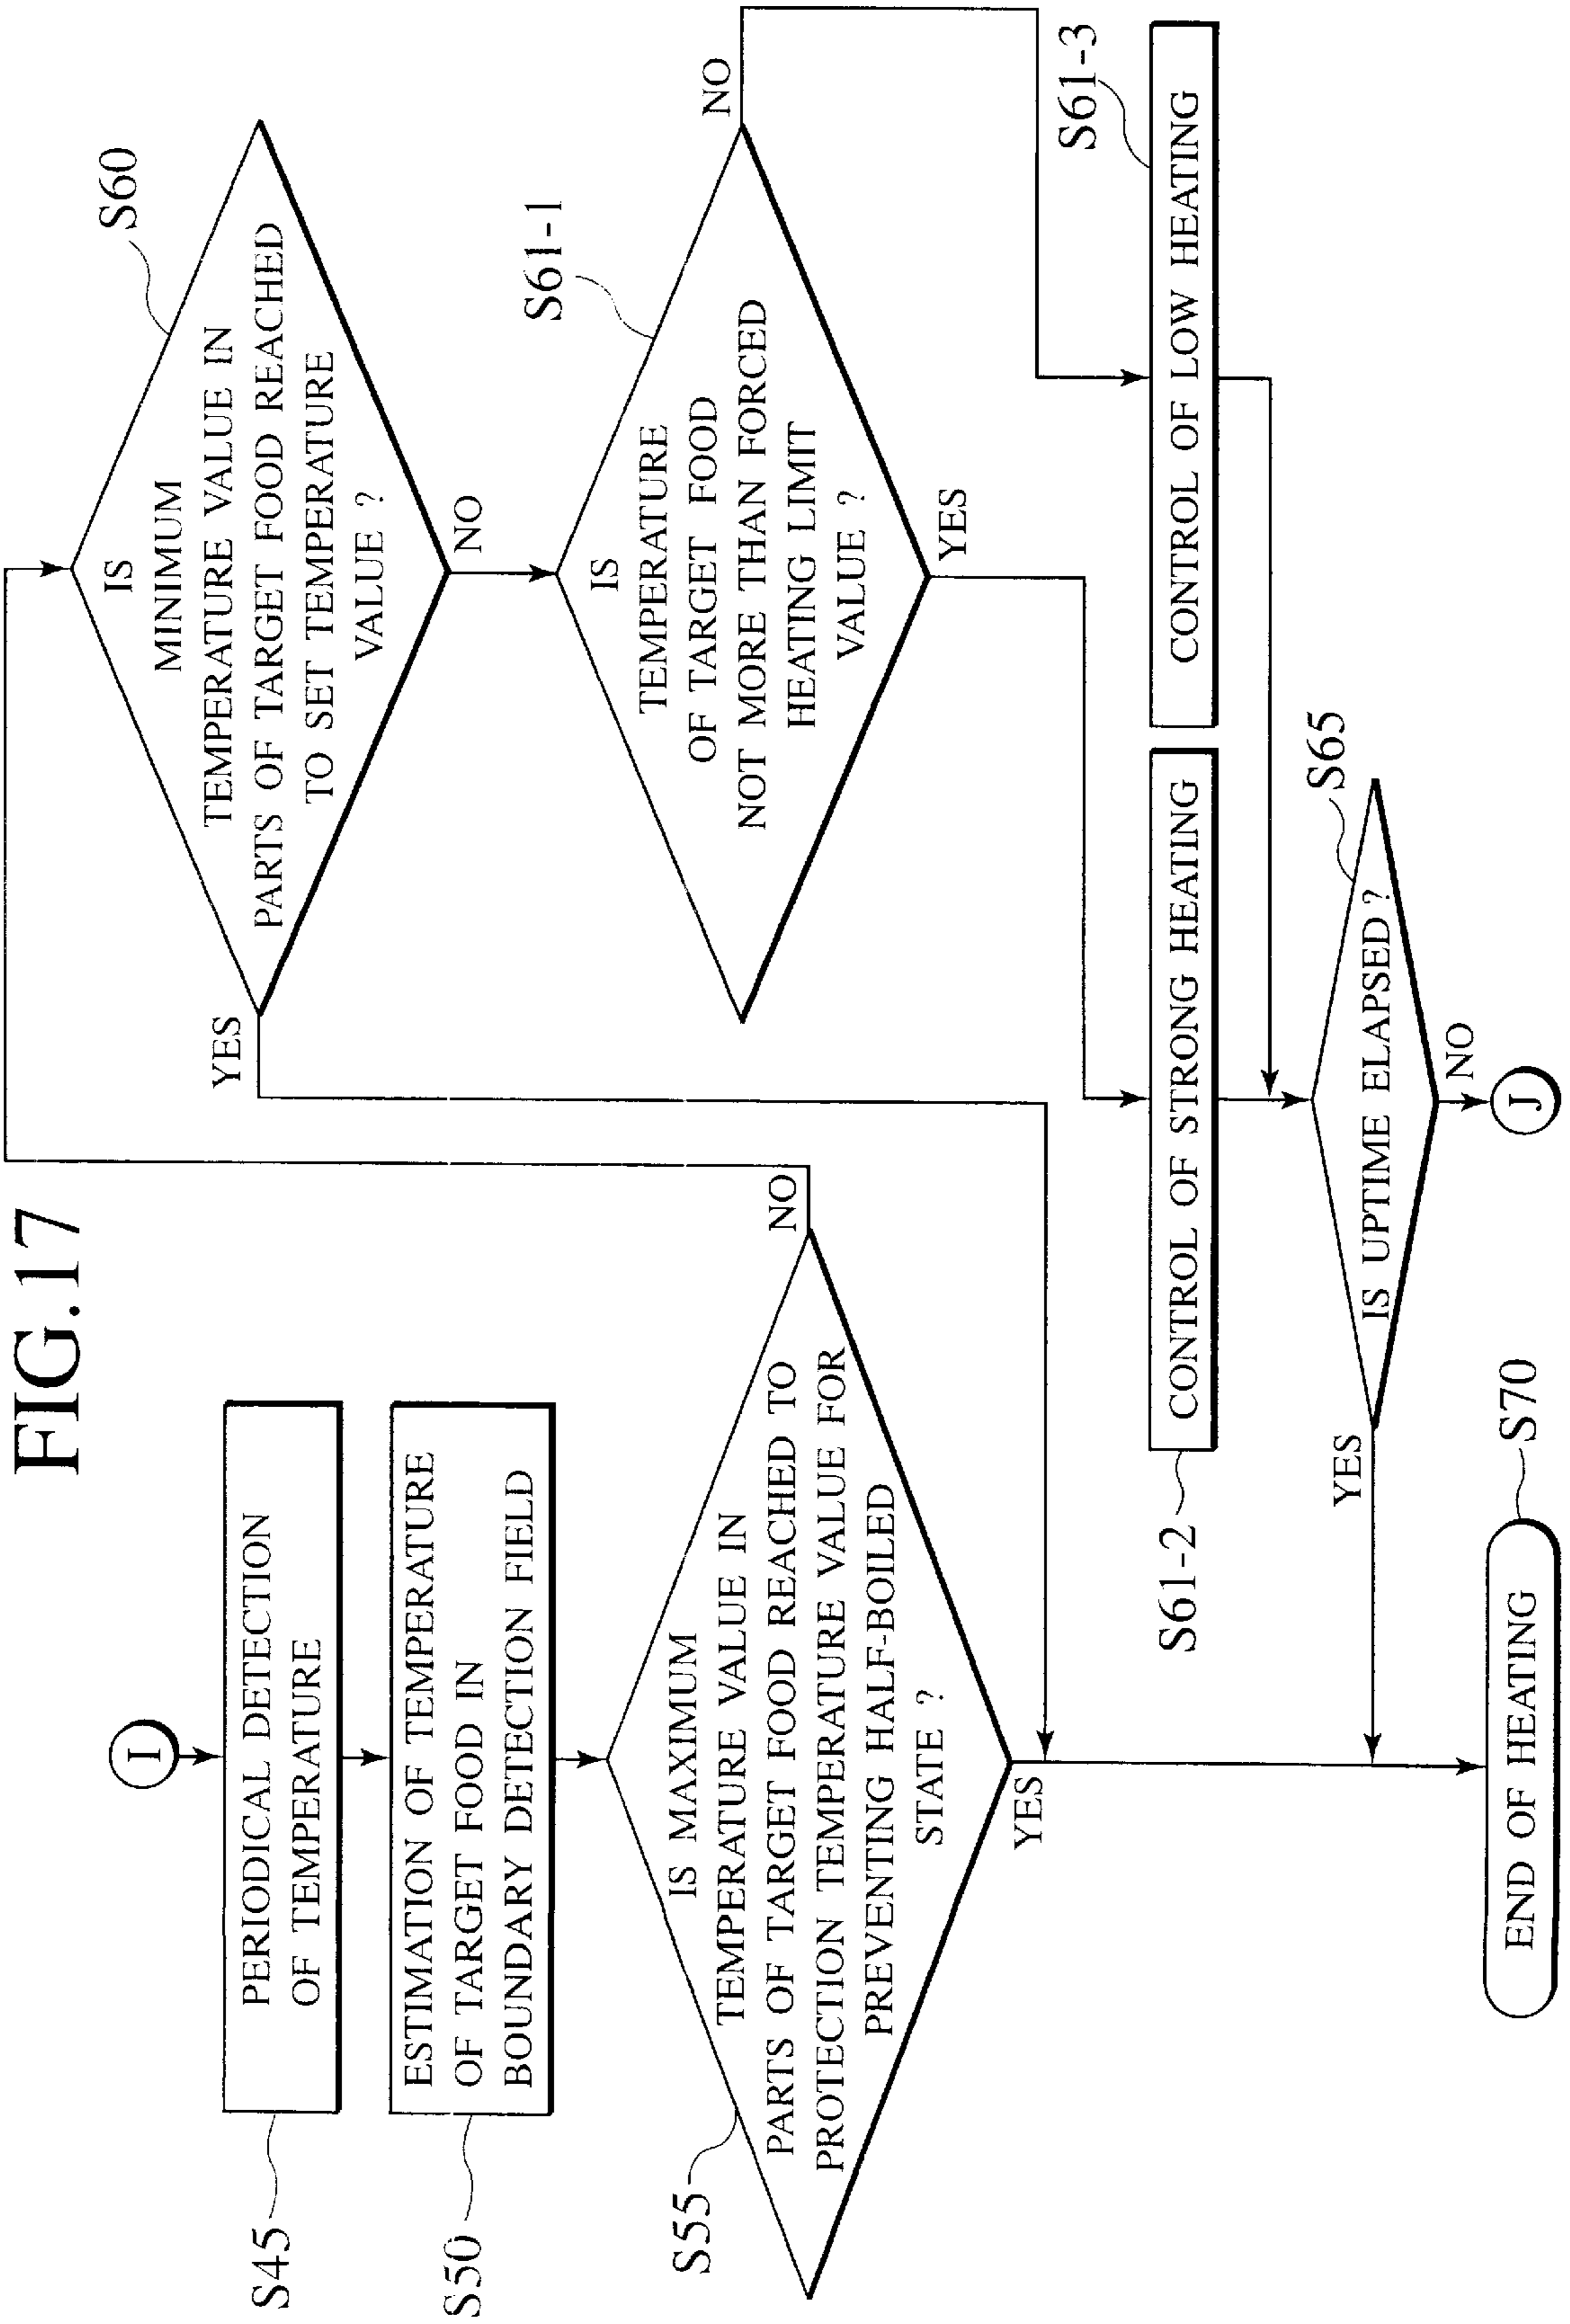 FIG.17
I
PERIODICAL DETECTION
OF TEMPERATURE
S45
ESTIMATION OF TEMPERATURE
OF TARGET FOOD IN
BOUNDARY DETECTION FIELD
S50
IS MAXIMUM
TEMPERATURE VALUE IN
PARTS OF TARGET FOOD REACHED TO
PROTECTION TEMPERATURE VALUE FOR
PREVENTING HALF-BOILED
STATE ?
S55
NO
YES
IS
MINIMUM
TEMPERATURE VALUE IN
PARTS OF TARGET FOOD REACHED
TO SET TEMPERATURE
VALUE ?
S60
YES
NO
IS
TEMPERATURE
OF TARGET FOOD
NOT MORE THAN FORCED
HEATING LIMIT
VALUE ?
S61-1
NO
YES
CONTROL OF STRONG HEATING
S61-2
CONTROL OF LOW HEATING
S61-3
IS UPTIME ELAPSED ?
S65
YES
NO
J
END OF HEATING
S70